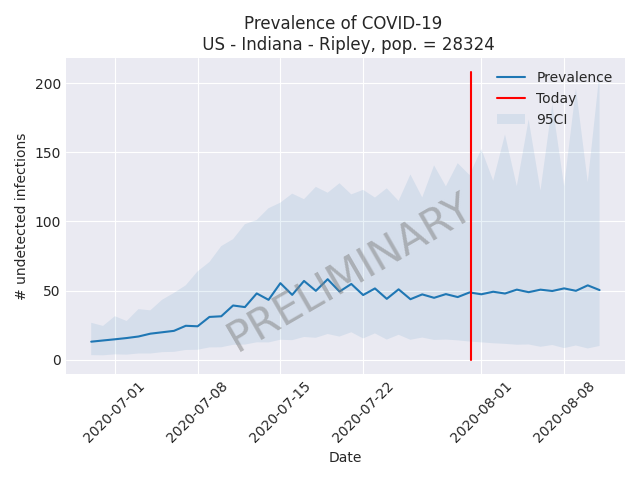 Prevalence of COVID-19
US - Indiana - Ripley, pop. = 28324
Prevalence
Today
95CI
200
150
100
50
0
# undetected infections
PRELIMINARY
2020-07-01
2020-07-08
2020-07-15
2020-07-22
2020-08-01
2020-08-08
Date